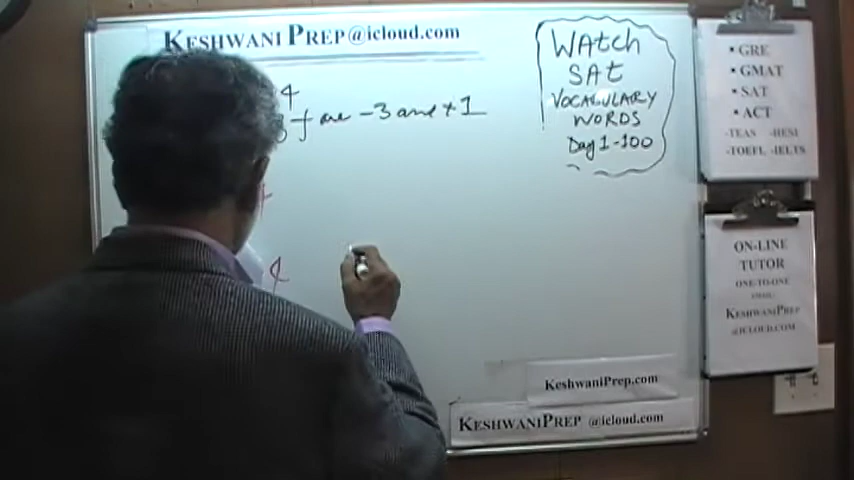 KESHWANI PREP@icloud.com
4
f are -3 and +1
WAtch
SAt
VOCABULARY
WORDS
Day 1-100
• GRE
• GMAT
• SAT
• ACT
-TEAS -HESI
-TOEFL -IELTS
ON-LINE
TUTOR
ONE-TO-ONE
EMAIL:
KESHWANIPREP
@ICLOUD.COM
KESHWANIPREP.COM
KESHWANIPREP @icloud.com